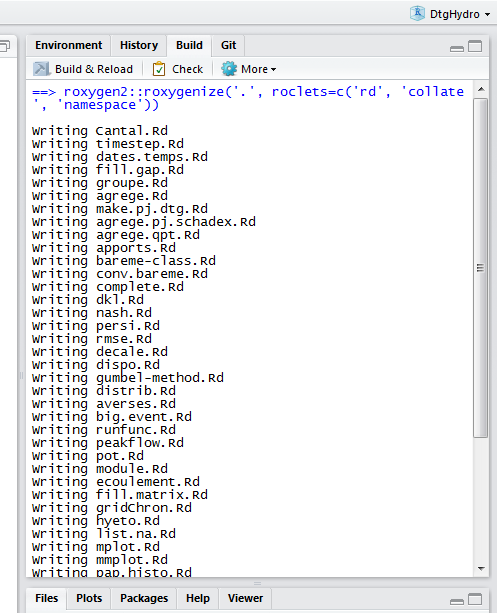 DtgHydro
Environment History Build Git
Build & Reload Check More
==> roxygen2::roxygenize('.', roclets=c('rd', 'collate
', 'namespace'))
Writing Cantal.Rd
Writing timestep.Rd
Writing dates.temps.Rd
Writing fill.gap.Rd
Writing groupe.Rd
Writing agrege.Rd
Writing make.pj.dtg.Rd
Writing agrege.pj.schadex.Rd
Writing agrege.qpt.Rd
Writing apports.Rd
Writing bareme-class.Rd
Writing conv.bareme.Rd
Writing complete.Rd
Writing dkl.Rd
Writing nash.Rd
Writing persi.Rd
Writing rmse.Rd
Writing decale.Rd
Writing dispo.Rd
Writing gumbel-method.Rd
Writing distrib.Rd
Writing averses.Rd
Writing big.event.Rd
Writing runfunc.Rd
Writing peakflow.Rd
Writing pot.Rd
Writing module.Rd
Writing ecoulement.Rd
Writing fill.matrix.Rd
Writing gridChron.Rd
Writing hyeto.Rd
Writing list.na.Rd
Writing mplot.Rd
Writing mmplot.Rd
Writing pap.histo.Rd
Files Plots Packages Help Viewer